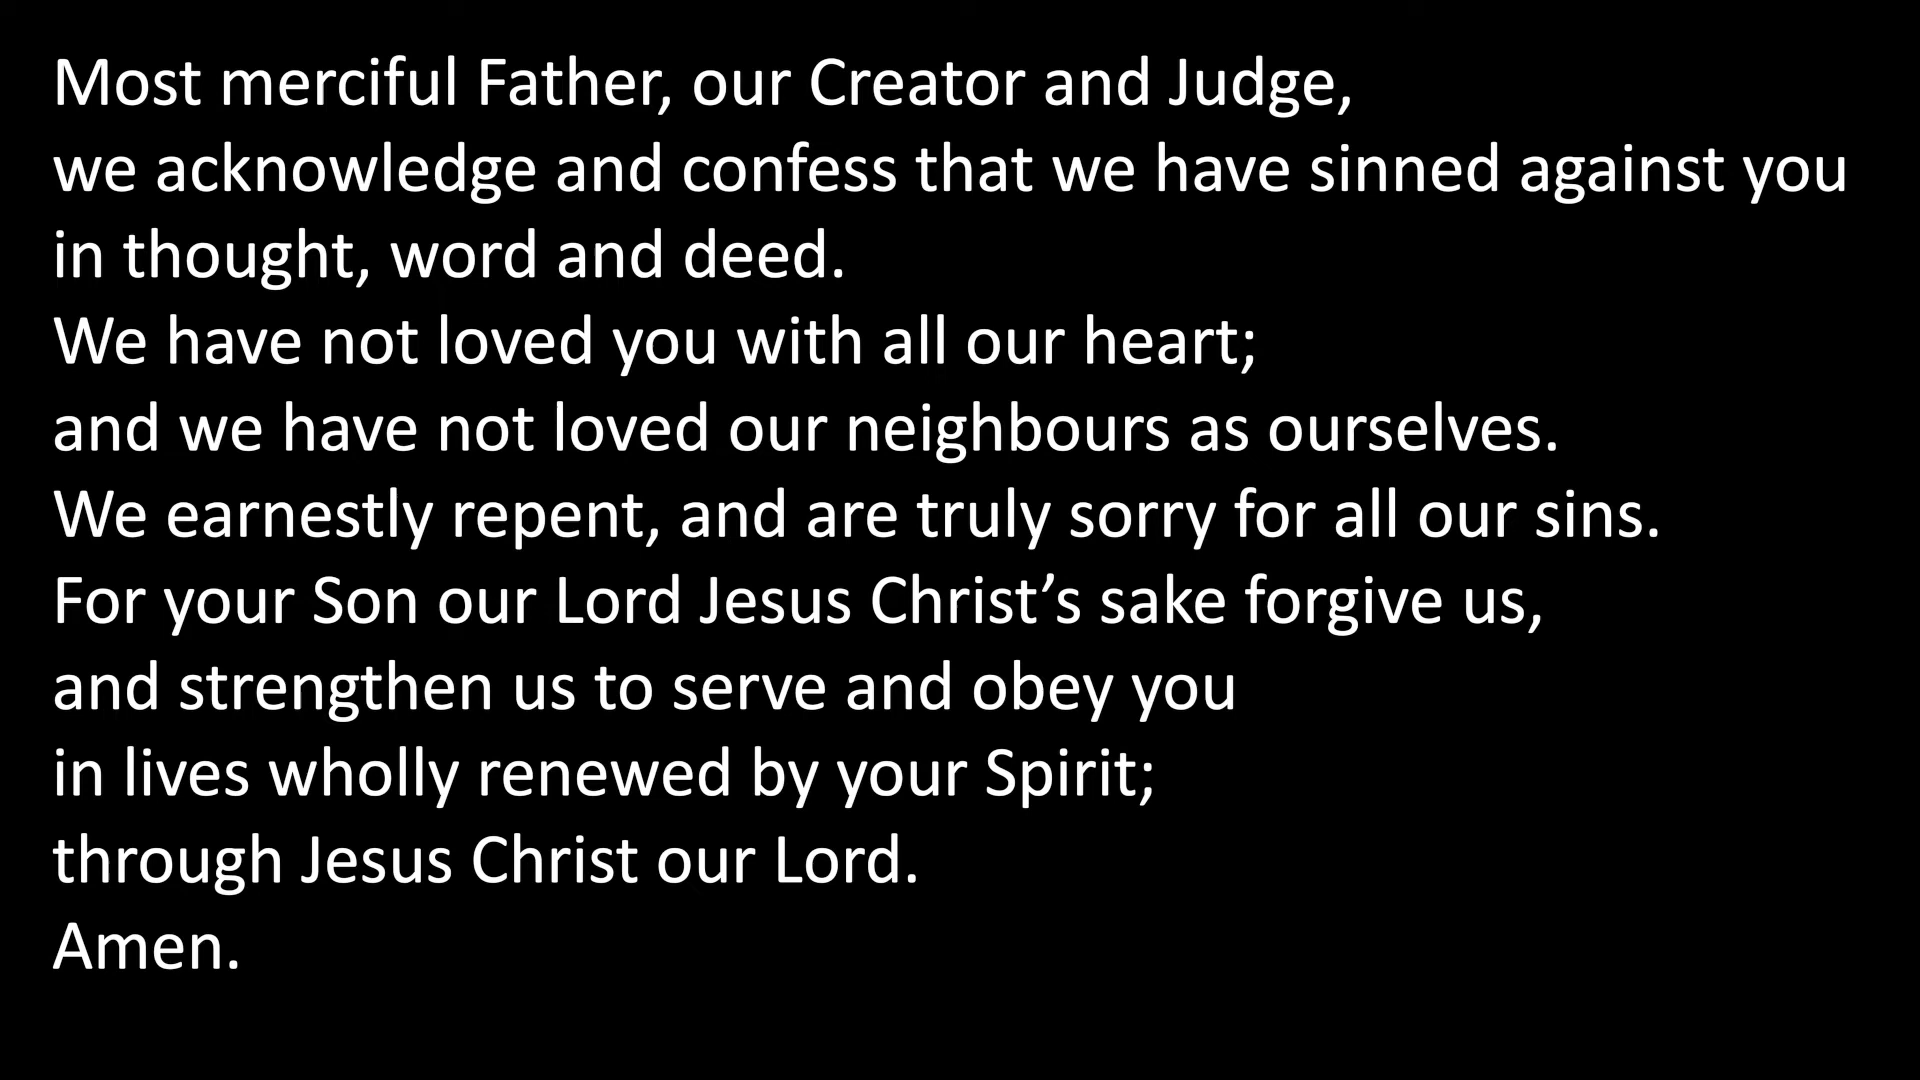 Most merciful Father, our Creator and Judge,
we acknowledge and confess that we have sinned against you
in thought, word and deed.
We have not loved you with all our heart;
and we have not loved our neighbours as ourselves.
We earnestly repent, and are truly sorry for all our sins.
For your Son our Lord Jesus Christ’s sake forgive us,
and strengthen us to serve and obey you
in lives wholly renewed by your Spirit;
through Jesus Christ our Lord.
Amen.